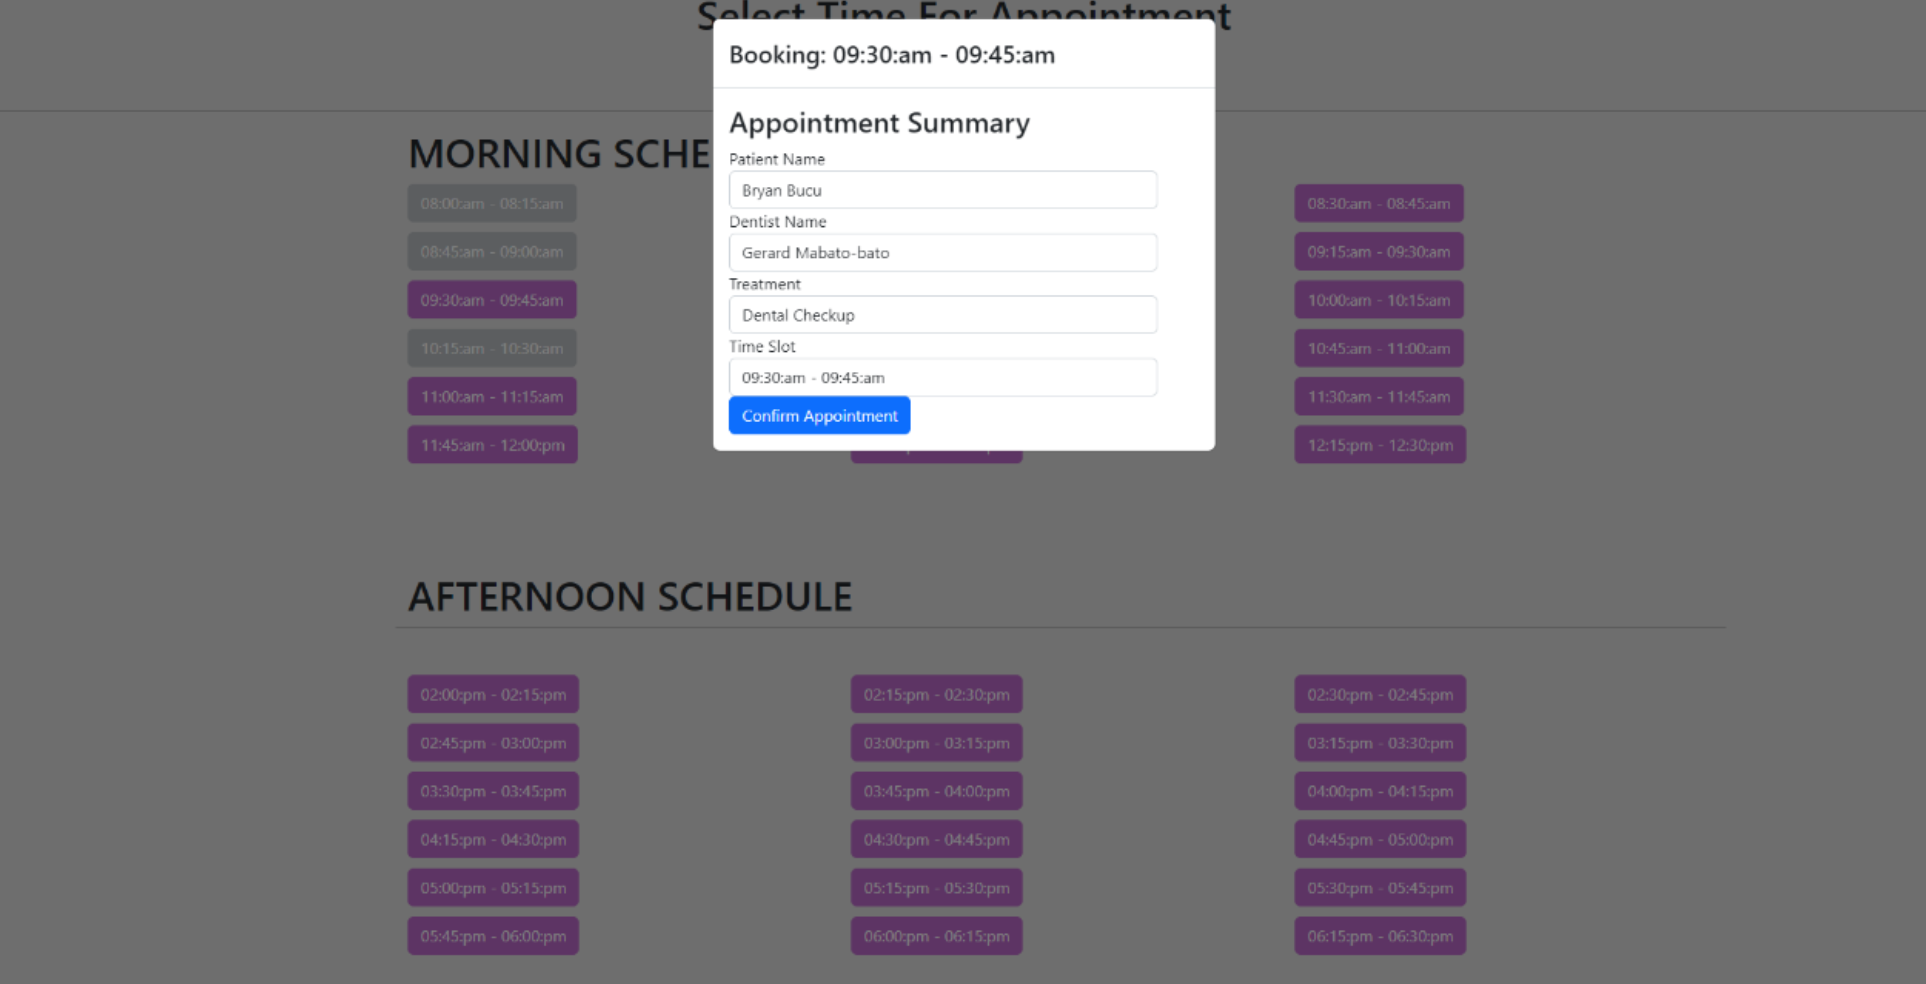 Select Time For Appointment
Booking: 09:30:am - 09:45:am
Appointment Summary
Patient Name
Bryan Bucu
Dentist Name
Gerard Mabato-bato
Treatment
Dental Checkup
Time Slot
09:30:am - 09:45:am
Confirm Appointment
MORNING SCHE
08:00:am - 08:15:am
08:30:am - 08:45:am
08:45:am - 09:00:am
09:15:am - 09:30:am
09:30:am - 09:45:am
10:00:am - 10:15:am
10:15:am - 10:30:am
10:45:am - 11:00:am
11:00:am - 11:15:am
11:30:am - 11:45:am
11:45:am - 12:00:pm
12:15:pm - 12:30:pm
AFTERNOON SCHEDULE
02:00:pm - 02:15:pm
02:15:pm - 02:30:pm
02:30:pm - 02:45:pm
02:45:pm - 03:00:pm
03:00:pm - 03:15:pm
03:15:pm - 03:30:pm
03:30:pm - 03:45:pm
03:45:pm - 04:00:pm
04:00:pm - 04:15:pm
04:15:pm - 04:30:pm
04:30:pm - 04:45:pm
04:45:pm - 05:00:pm
05:00:pm - 05:15:pm
05:15:pm - 05:30:pm
05:30:pm - 05:45:pm
05:45:pm - 06:00:pm
06:00:pm - 06:15:pm
06:15:pm - 06:30:pm